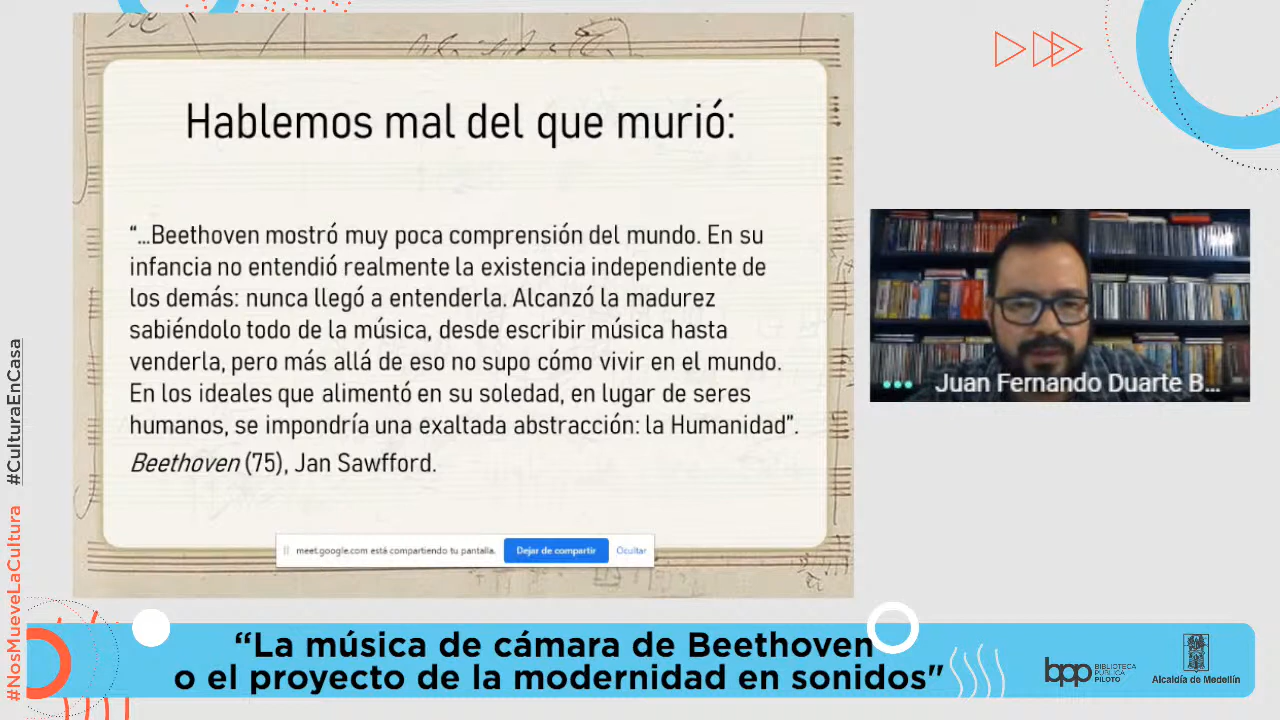 Hablemos mal del que murió:
“...Beethoven mostró muy poca comprensión del mundo. En su
infancia no entendió realmente la existencia independiente de
los demás: nunca llegó a entenderla. Alcanzó la madurez
sabiéndolo todo de la música, desde escribir música hasta
venderla, pero más allá de eso no supo cómo vivir en el mundo.
En los ideales que alimentó en su soledad, en lugar de seres
humanos, se impondría una exaltada abstracción: la Humanidad”.
Beethoven (75), Jan Sawfford.
meet.google.com está compartiendo tu pantalla.
Dejar de compartir
Ocultar
Juan Fernando Duarte B...
#NosMueveLaCultura #CulturaEnCasa
“La música de cámara de Beethoven
o el proyecto de la modernidad en sonidos"
bpp
BIBLIOTECA
PÚBLICA
PILOTO
Alcaldía de Medellín